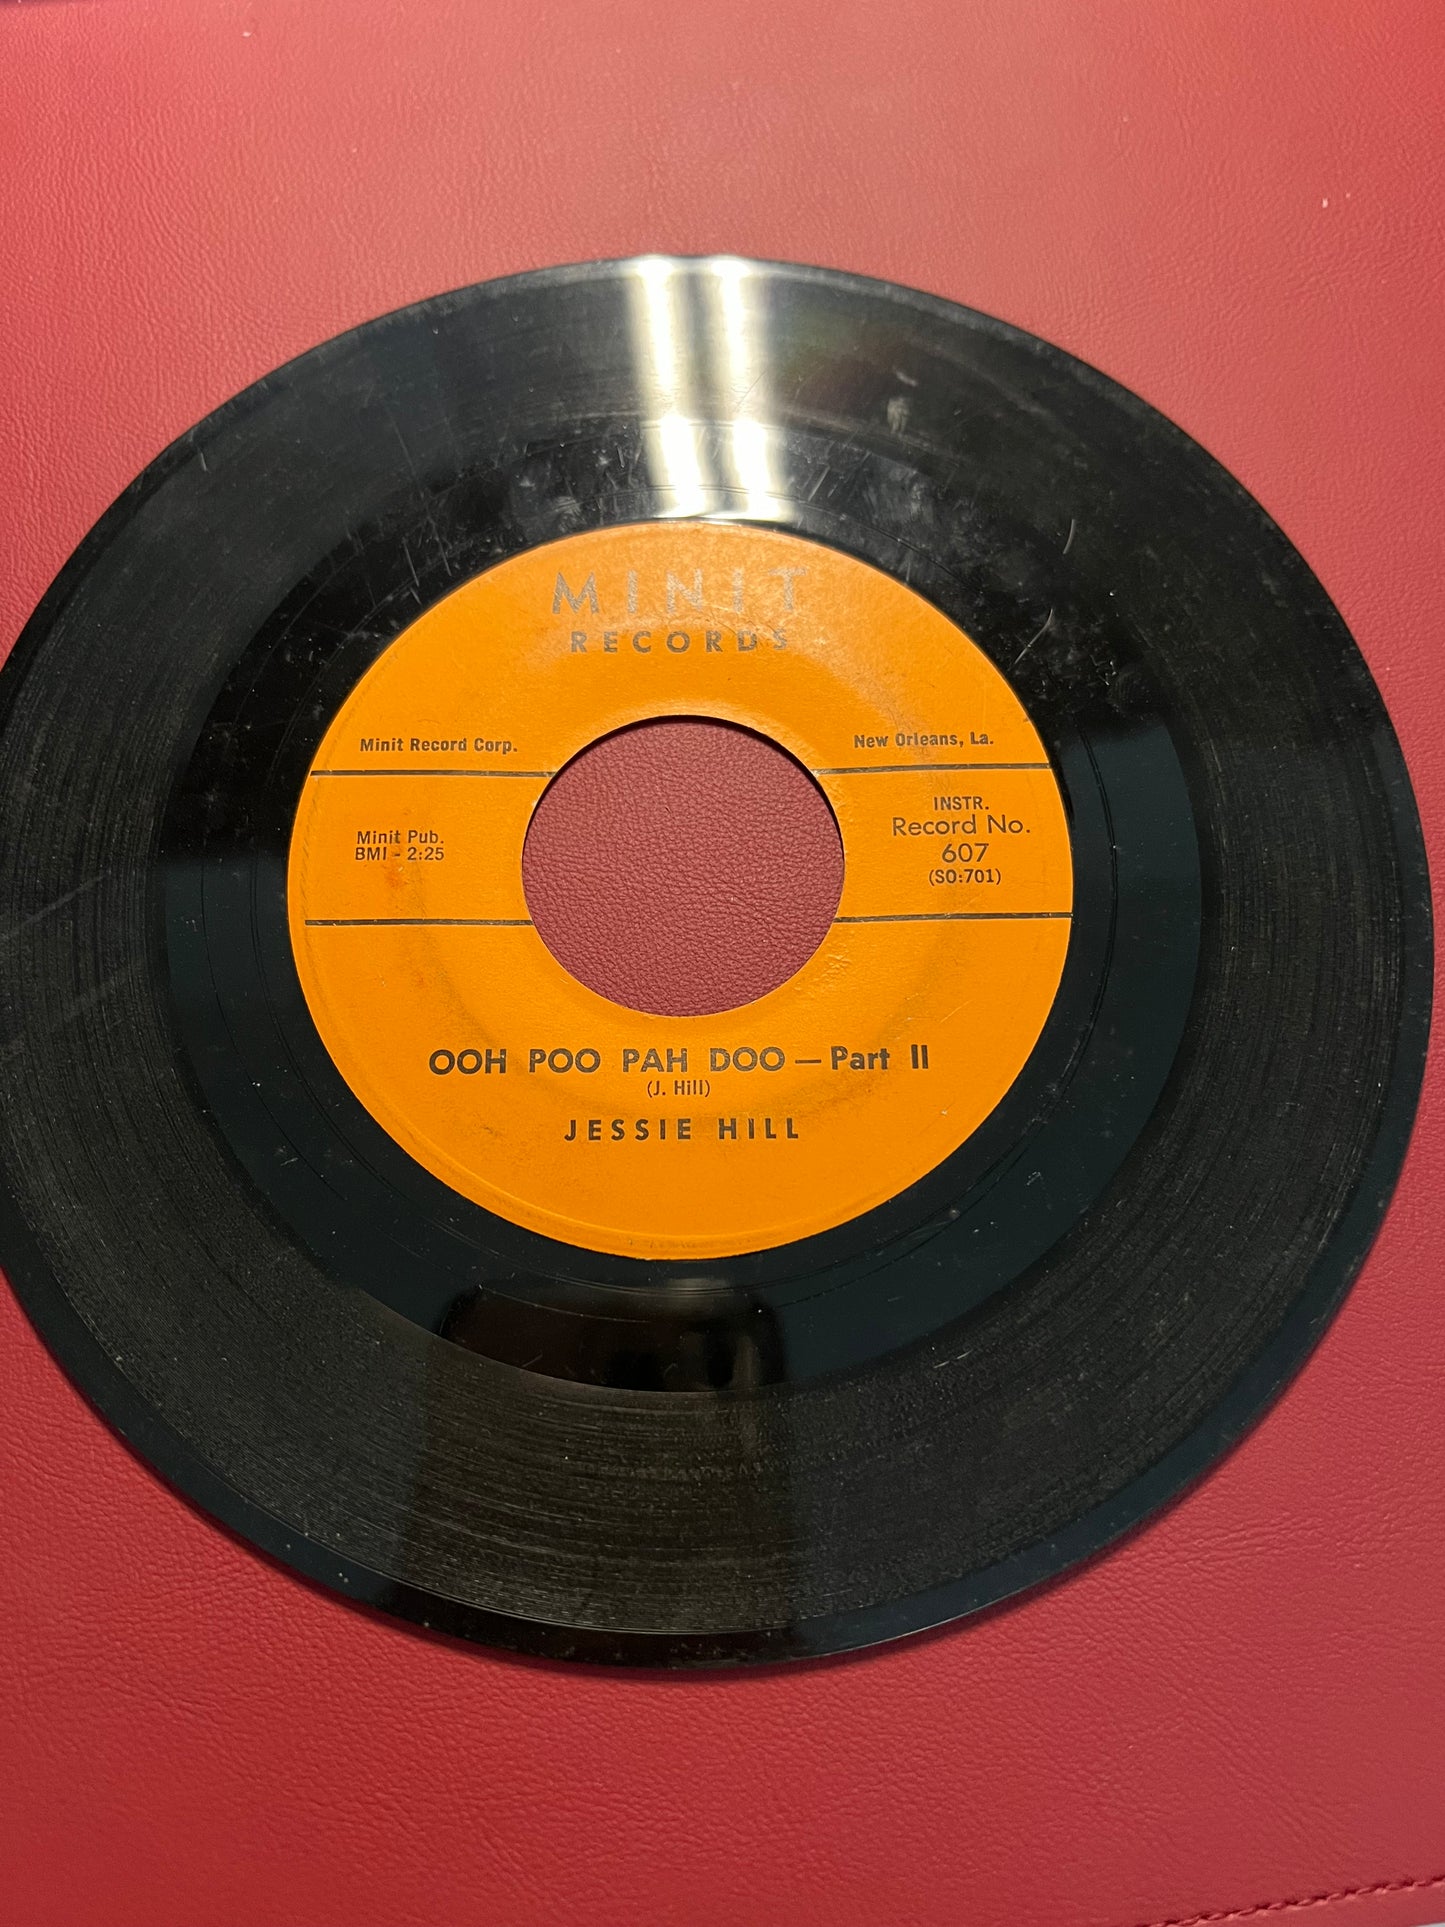 MINIT
RECORDS
Minit Record Corp.
New Orleans, La.
Minit Pub.
BMI - 2:25
INSTR.
Record No.
607
(SO:701)
OOH POO PAH DOO — Part II
(J. Hill)
JESSIE HILL